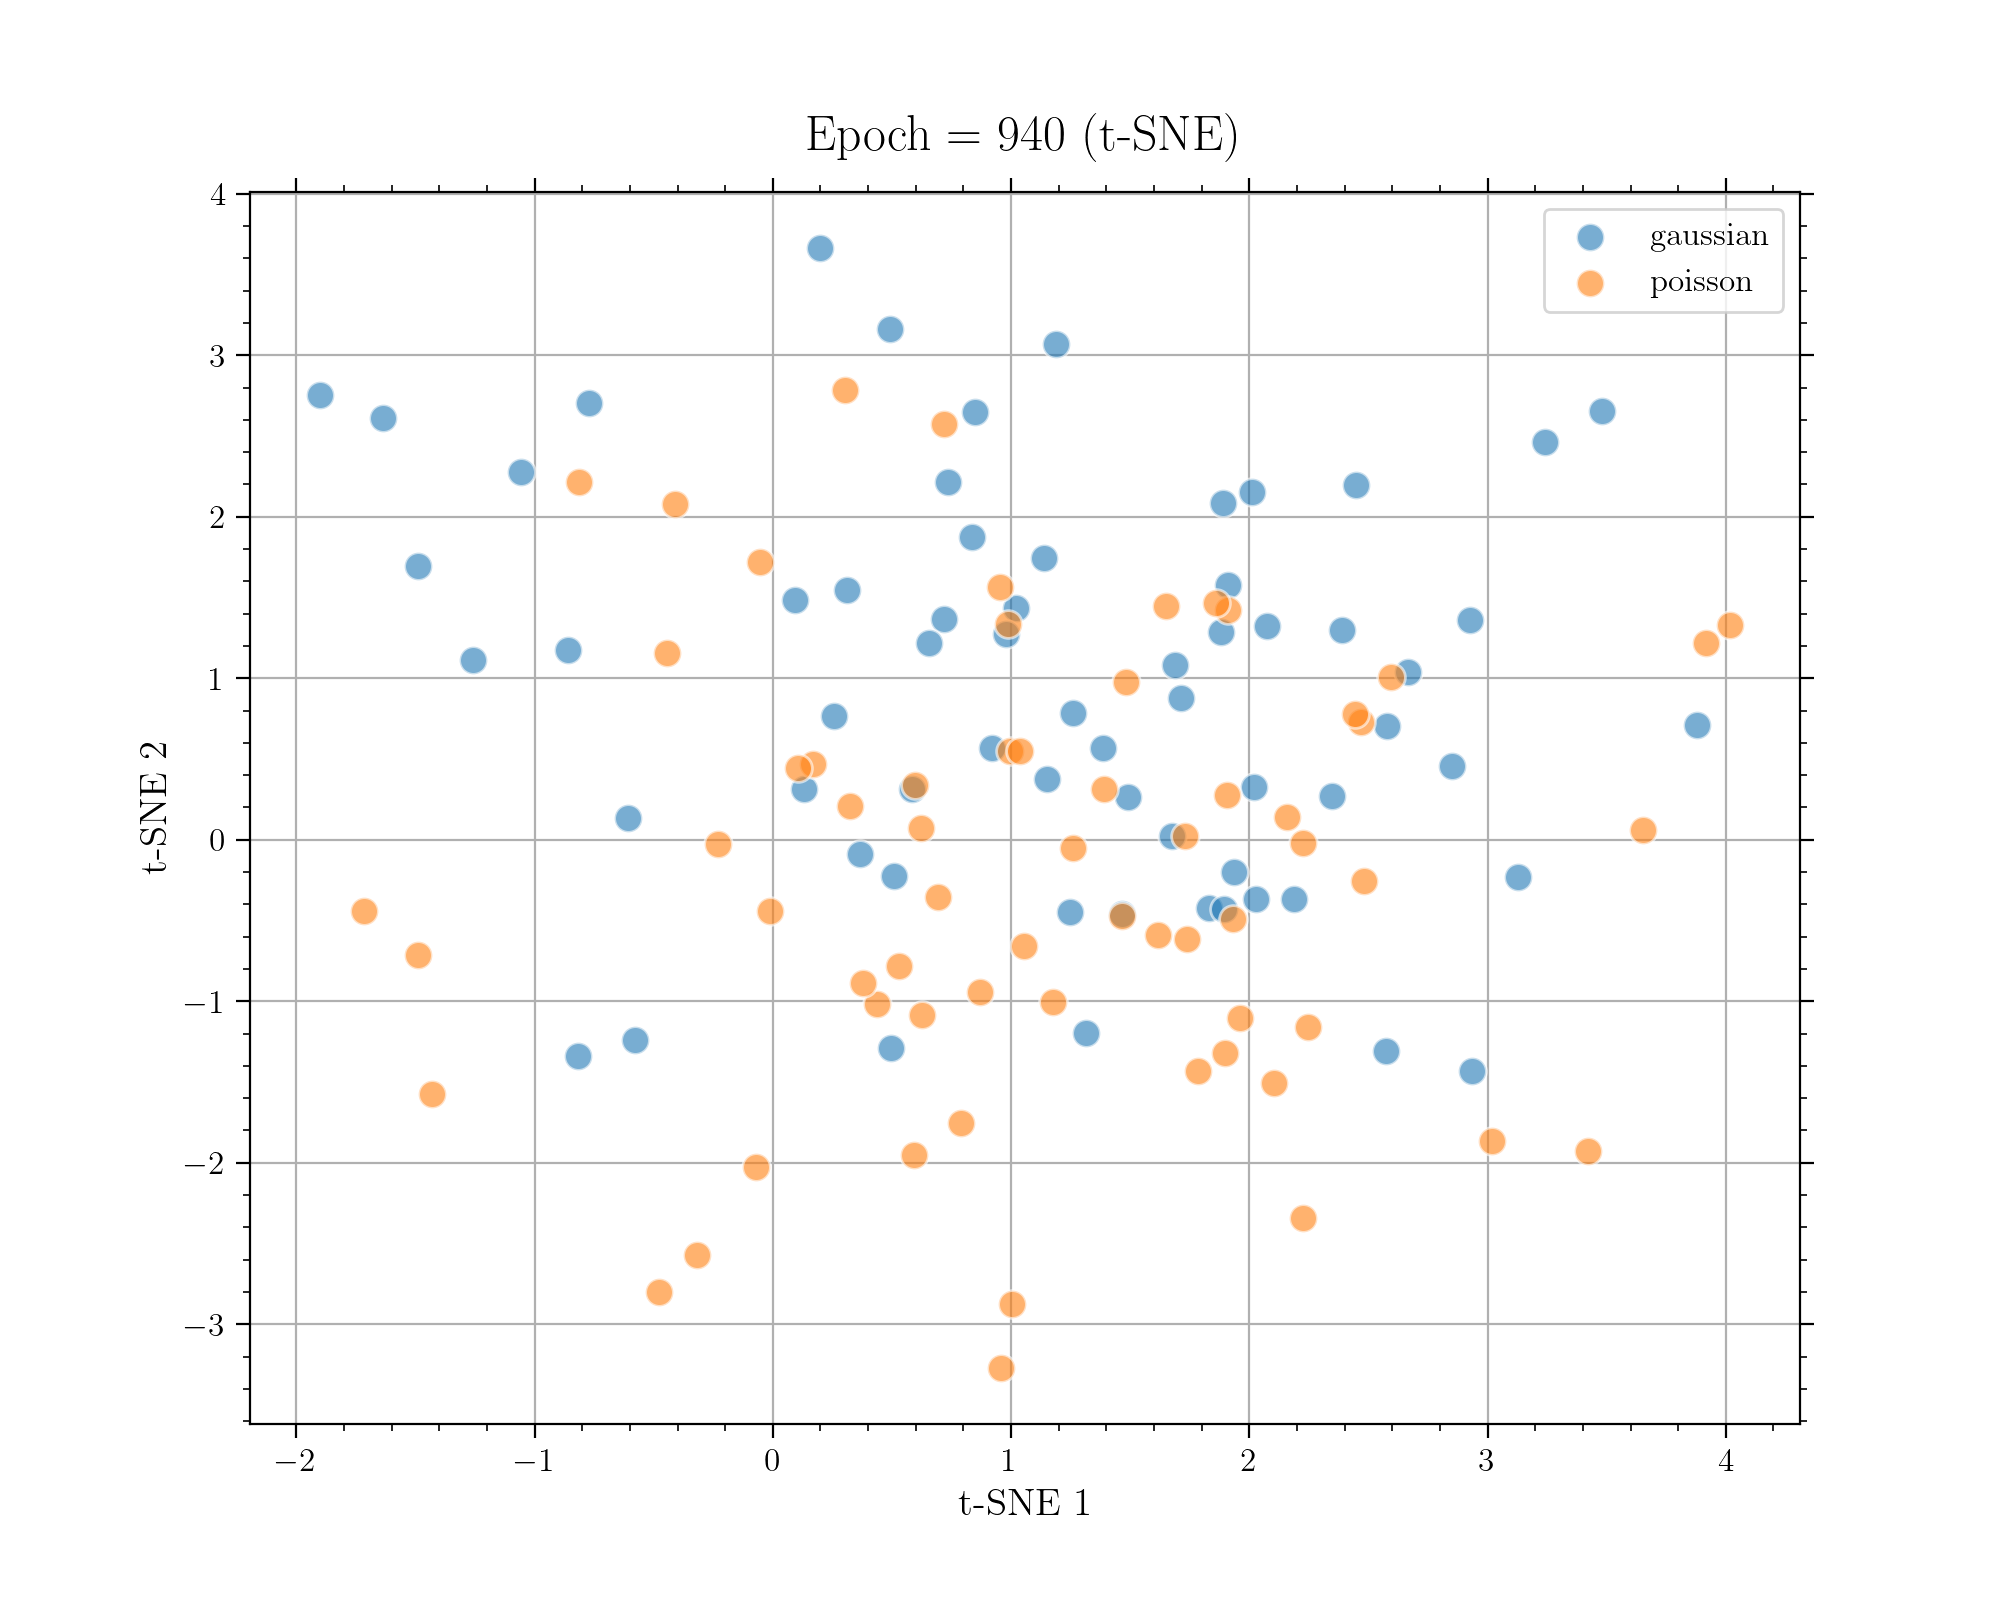 Epoch = 940 (t-SNE)
gaussian
poisson
4
3
2
1
0
−1
−2
−3
t-SNE 2
−2 −1 0 1 2 3 4
t-SNE 1